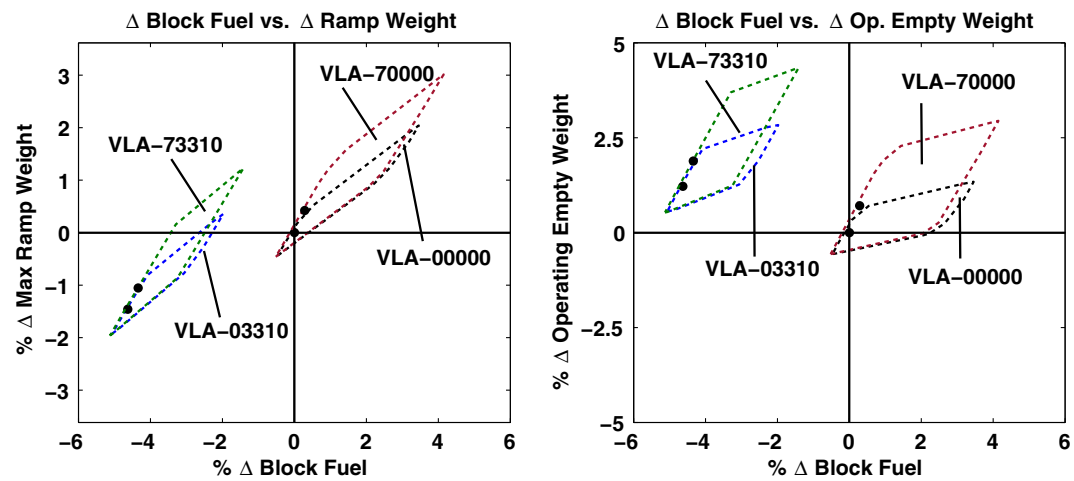 Δ Block Fuel vs. Δ Ramp Weight
3
2
1
0
−1
−2
−3
% Δ Max Ramp Weight
VLA−70000
VLA−73310
VLA−00000
VLA−03310
−6 −4 −2 0 2 4 6
% Δ Block Fuel
Δ Block Fuel vs. Δ Op. Empty Weight
5
2.5
0
−2.5
−5
% Δ Operating Empty Weight
VLA−73310
VLA−70000
VLA−03310
VLA−00000
−6 −4 −2 0 2 4 6
% Δ Block Fuel